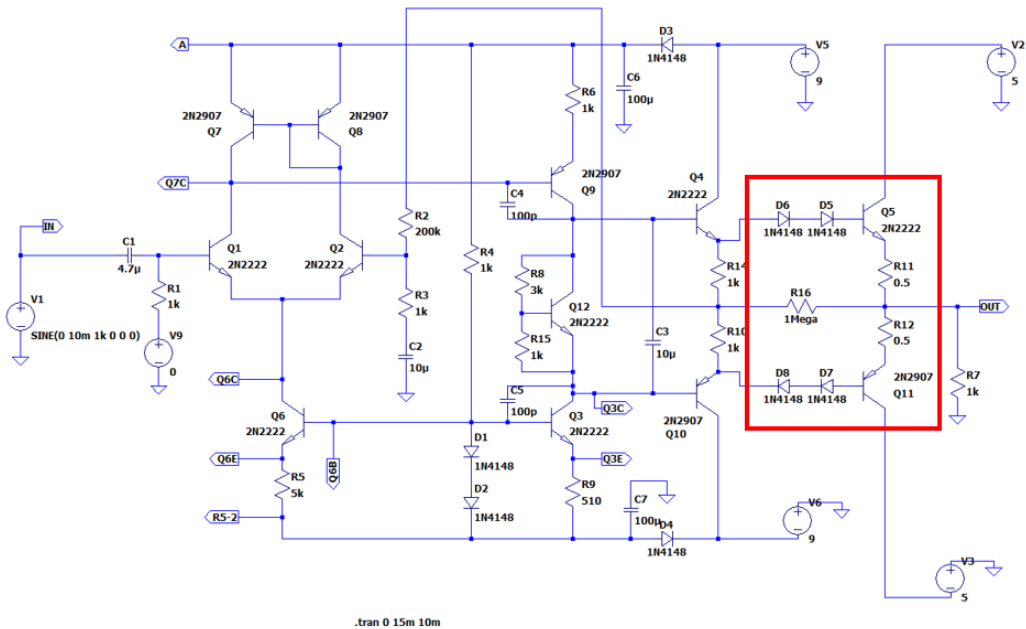 A
D3
1N4148
C6
100µ
V5
9
V2
5
R6
1k
2N2907
Q7
2N2907
Q8
2N2907
Q9
Q7C
C4
100p
Q4
2N2222
D6
1N4148
D5
1N4148
Q5
2N2222
IN
C1
4.7µ
R1
1k
V1
SINE(0 10m 1k 0 0 0)
V9
0
Q1
2N2222
Q2
2N2222
R2
200k
R3
1k
C2
10µ
R4
1k
R8
3k
Q12
2N2222
R15
1k
C3
10µ
R14
1k
R10
1k
R16
1Mega
R11
0.5
R12
0.5
OUT
R7
1k
D8
1N4148
D7
1N4148
2N2907
Q11
Q6C
Q6
2N2222
Q6E
R5
5k
R5-2
Q6B
C5
100p
Q3
2N2222
Q3C
Q3E
2N2907
Q10
D1
1N4148
D2
1N4148
R9
510
C7
100µ
D4
1N4148
V6
9
V3
5
.tran 0 15m 10m